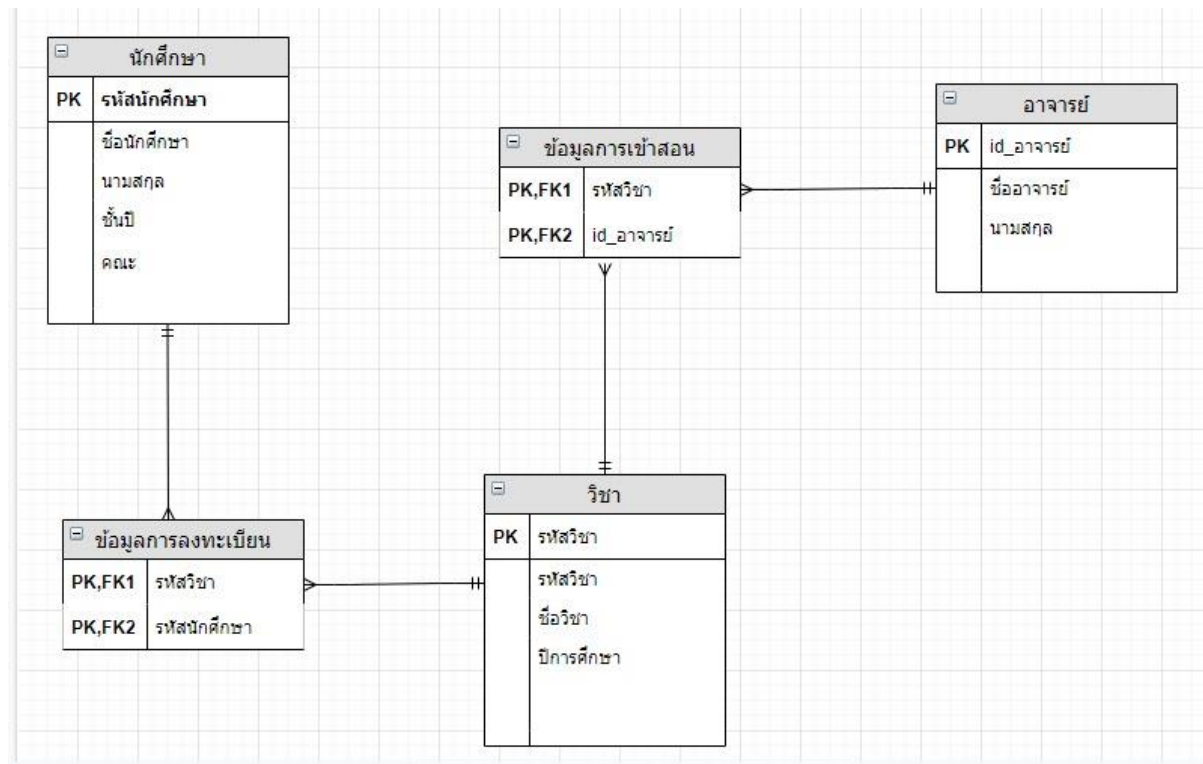 นักศึกษา
PK รหัสนักศึกษา
ชื่อนักศึกษา
นามสกุล
ชั้นปี
คณะ
ข้อมูลการเข้าสอน
PK,FK1 รหัสวิชา
PK,FK2 id_อาจารย์
อาจารย์
PK id_อาจารย์
ชื่ออาจารย์
นามสกุล
ข้อมูลการลงทะเบียน
PK,FK1 รหัสวิชา
PK,FK2 รหัสนักศึกษา
วิชา
PK รหัสวิชา
รหัสวิชา
ชื่อวิชา
ปีการศึกษา